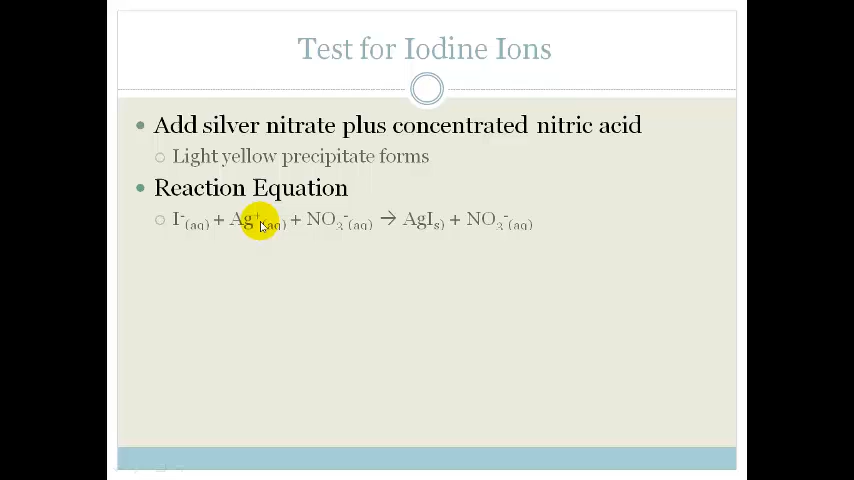 Test for Iodine Ions
Add silver nitrate plus concentrated nitric acid
Light yellow precipitate forms
Reaction Equation
I⁻(aq) + Ag⁺(aq) + NO₃⁻(aq) → AgIs) + NO₃⁻(aq)